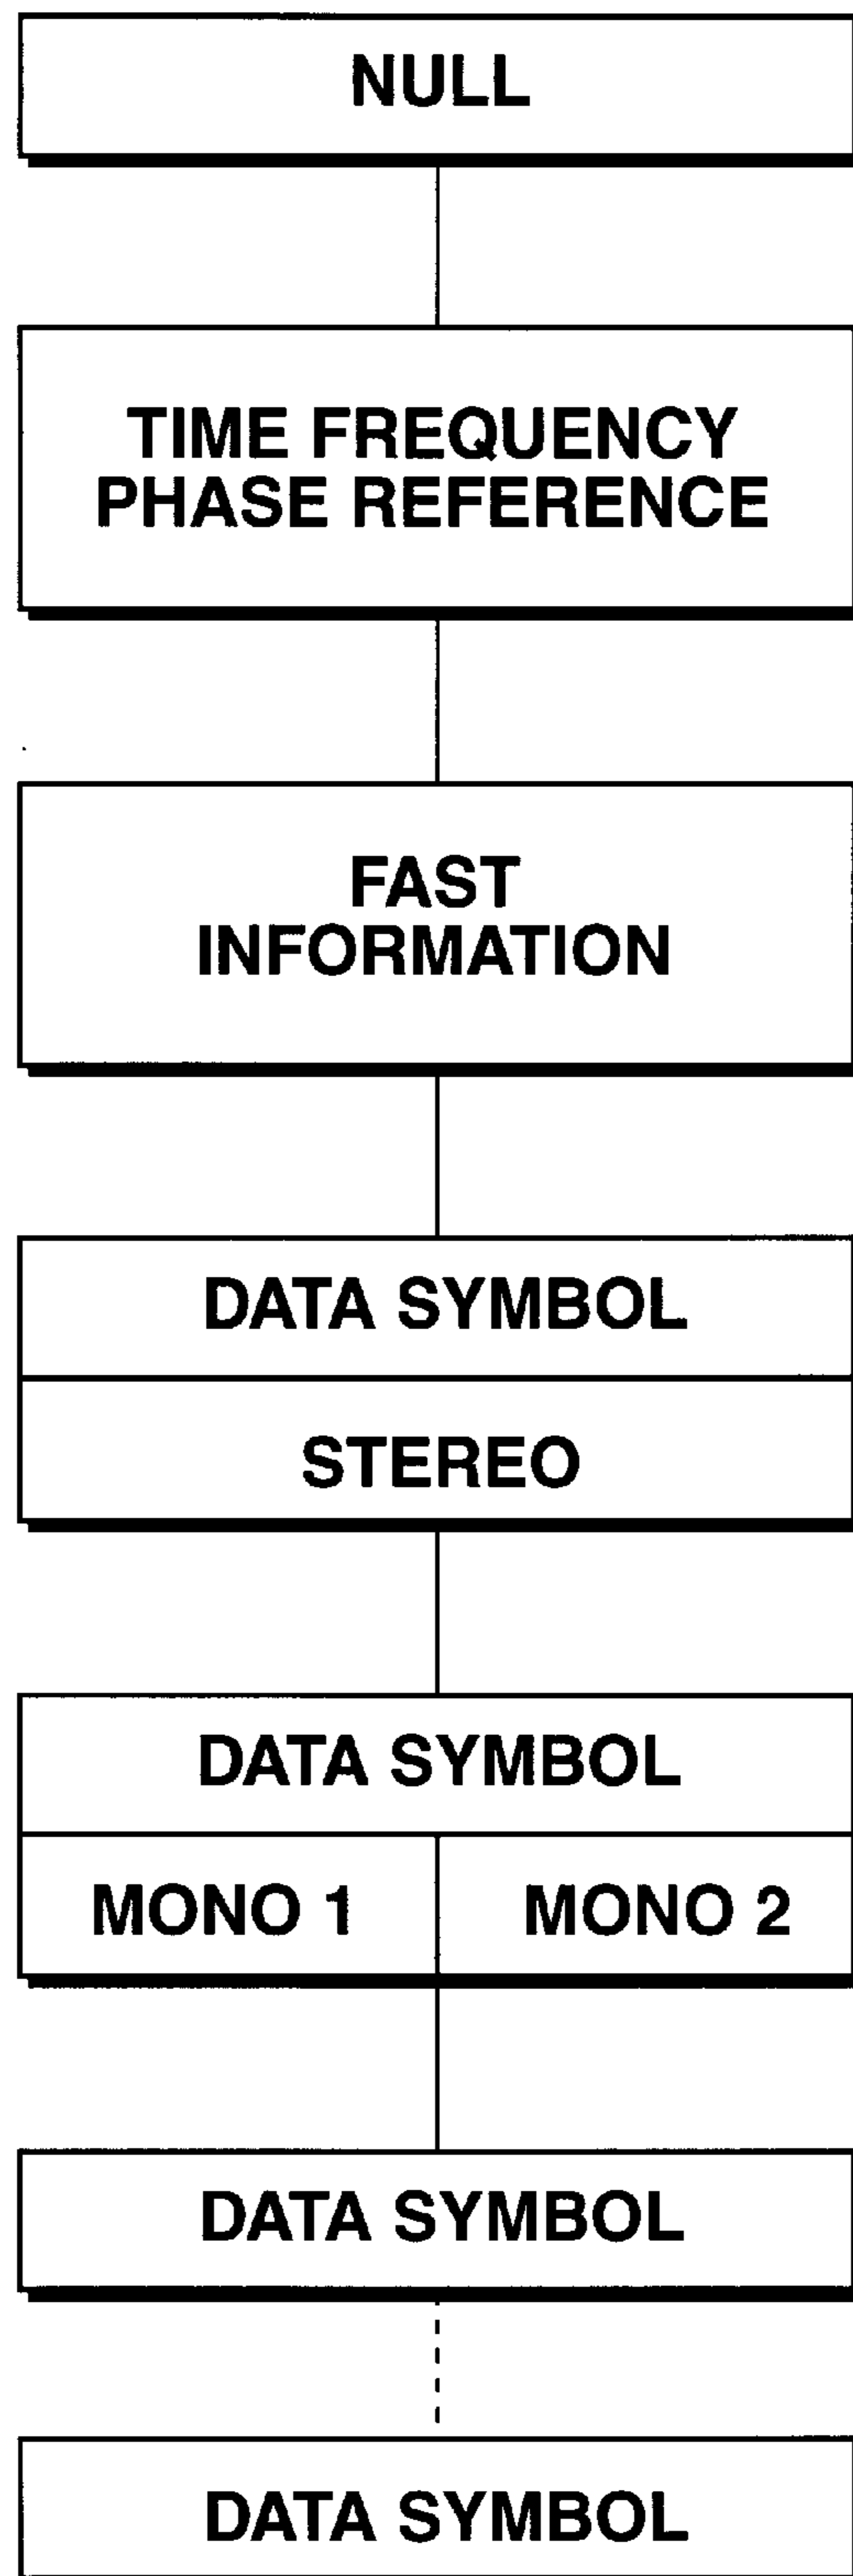 NULL
TIME FREQUENCY
PHASE REFERENCE
FAST
INFORMATION
DATA SYMBOL
STEREO
DATA SYMBOL
MONO 1 MONO 2
DATA SYMBOL
DATA SYMBOL